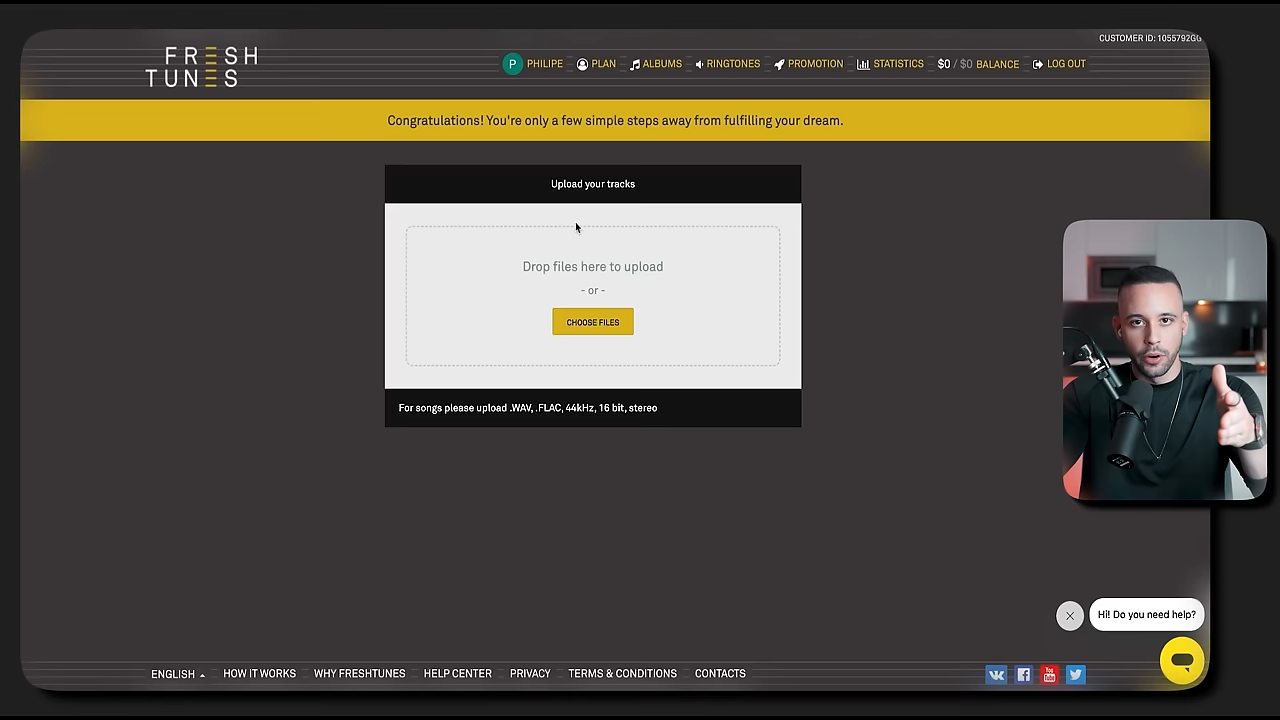 CUSTOMER ID: 1055792GG
FRESH
TUNES
P PHILIPE PLAN ALBUMS RINGTONES PROMOTION STATISTICS $0 / $0 BALANCE LOG OUT
Congratulations! You're only a few simple steps away from fulfilling your dream.
Upload your tracks
Drop files here to upload
- or -
CHOOSE FILES
For songs please upload .WAV, .FLAC, 44kHz, 16 bit, stereo
Hi! Do you need help?
ENGLISH HOW IT WORKS WHY FRESHTUNES HELP CENTER PRIVACY TERMS & CONDITIONS CONTACTS
You Tube